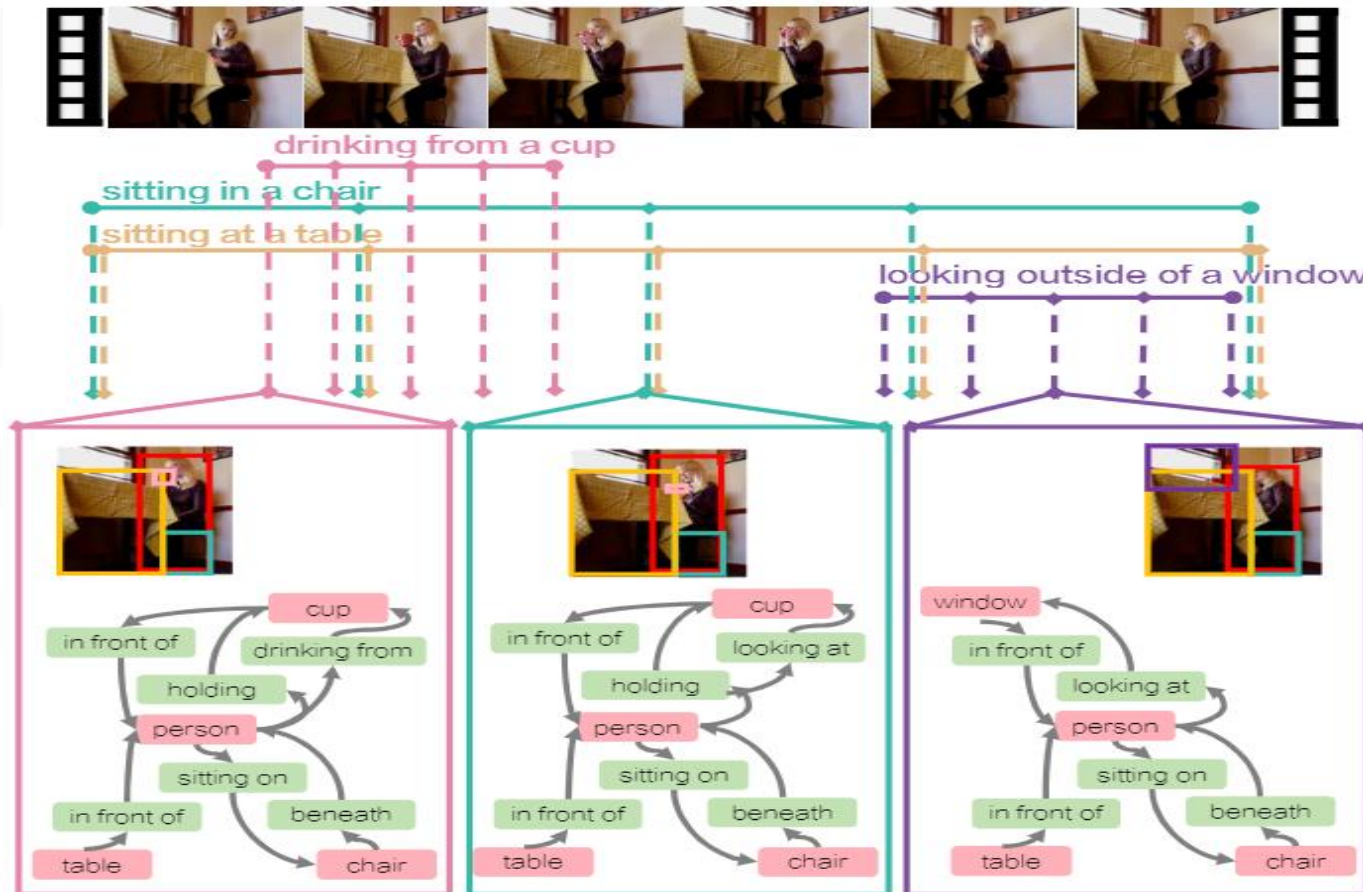 drinking from a cup
sitting in a chair
sitting at a table
looking outside of a window
cup
in front of
drinking from
holding
person
sitting on
in front of
beneath
table
chair
cup
in front of
looking at
holding
person
sitting on
in front of
beneath
table
chair
window
in front of
looking at
person
sitting on
in front of
beneath
table
chair